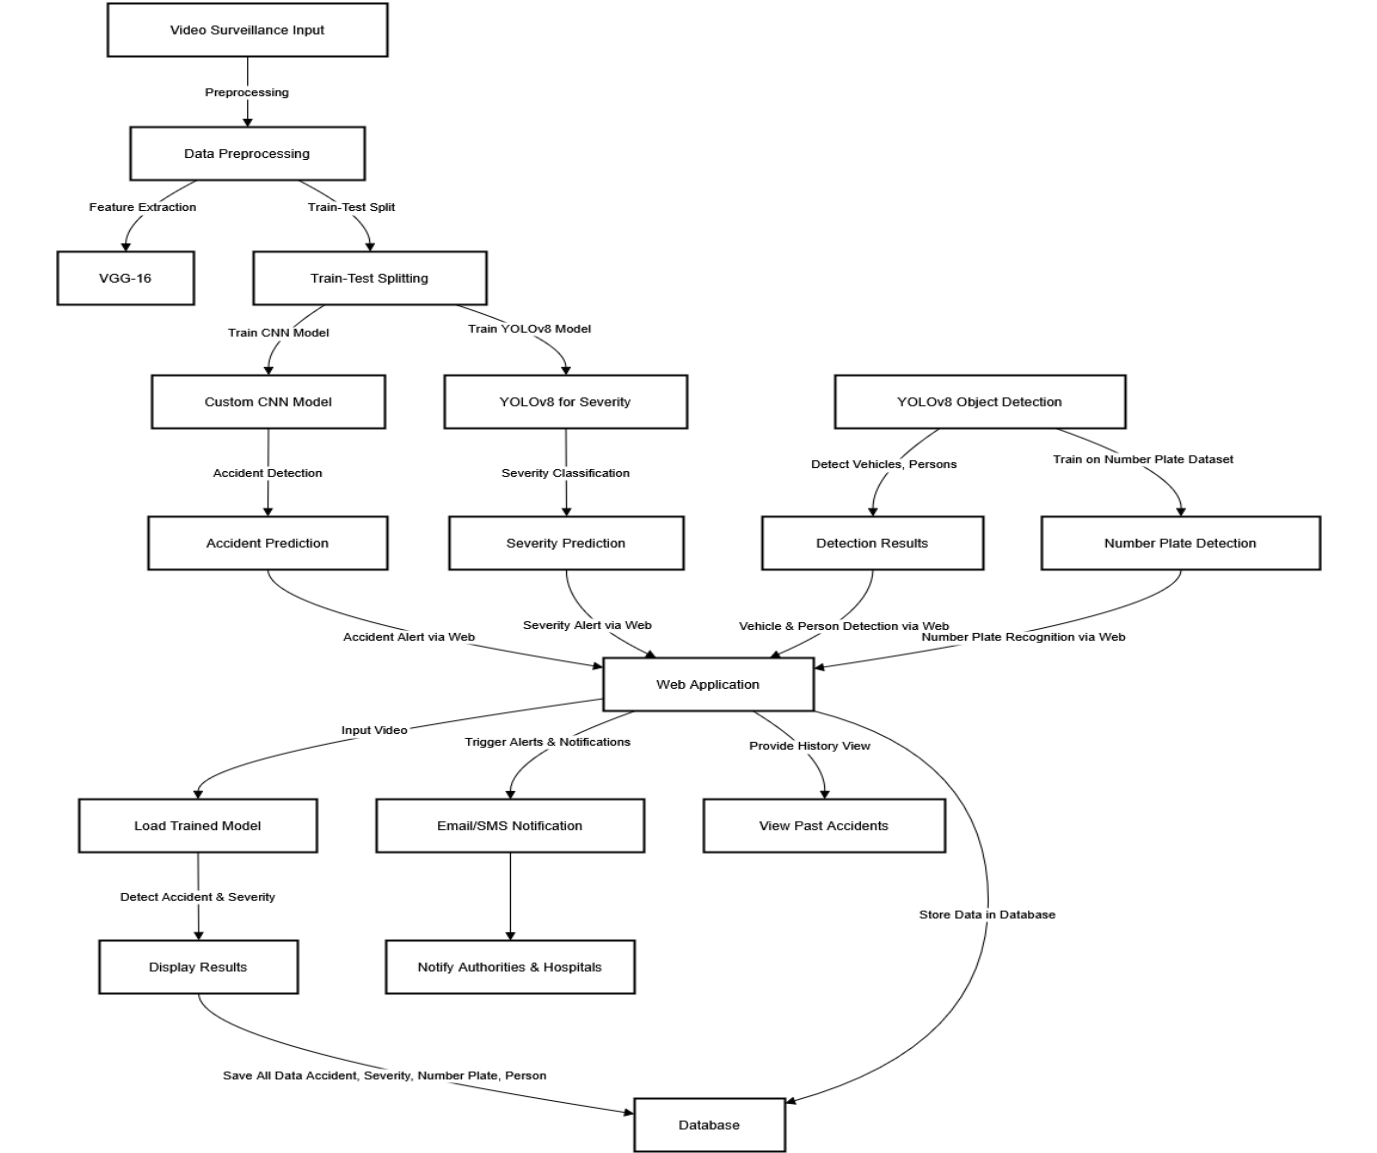 Video Surveillance Input
Preprocessing
Data Preprocessing
Feature Extraction
Train-Test Split
VGG-16
Train-Test Splitting
Train CNN Model
Train YOLOv8 Model
Custom CNN Model
YOLOv8 for Severity
YOLOv8 Object Detection
Accident Detection
Severity Classification
Detect Vehicles, Persons
Train on Number Plate Dataset
Accident Prediction
Severity Prediction
Detection Results
Number Plate Detection
Accident Alert via Web
Severity Alert via Web
Vehicle & Person Detection via Web
Number Plate Recognition via Web
Web Application
Input Video
Trigger Alerts & Notifications
Provide History View
Load Trained Model
Email/SMS Notification
View Past Accidents
Detect Accident & Severity
Store Data in Database
Display Results
Notify Authorities & Hospitals
Save All Data Accident, Severity, Number Plate, Person
Database